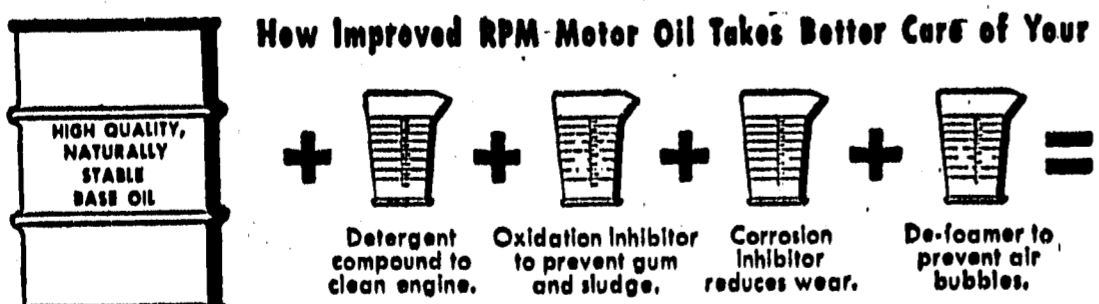 How Improved RPM Motor Oil Takes Better Care of Your
HIGH QUALITY,
NATURALLY
STABLE
BASE OIL
+ + + + =
Detergent
compound to
clean engine.
Oxidation Inhibitor
to prevent gum
and sludge.
Corrosion
inhibitor
reduces wear.
De-foamer to
prevent air
bubbles.